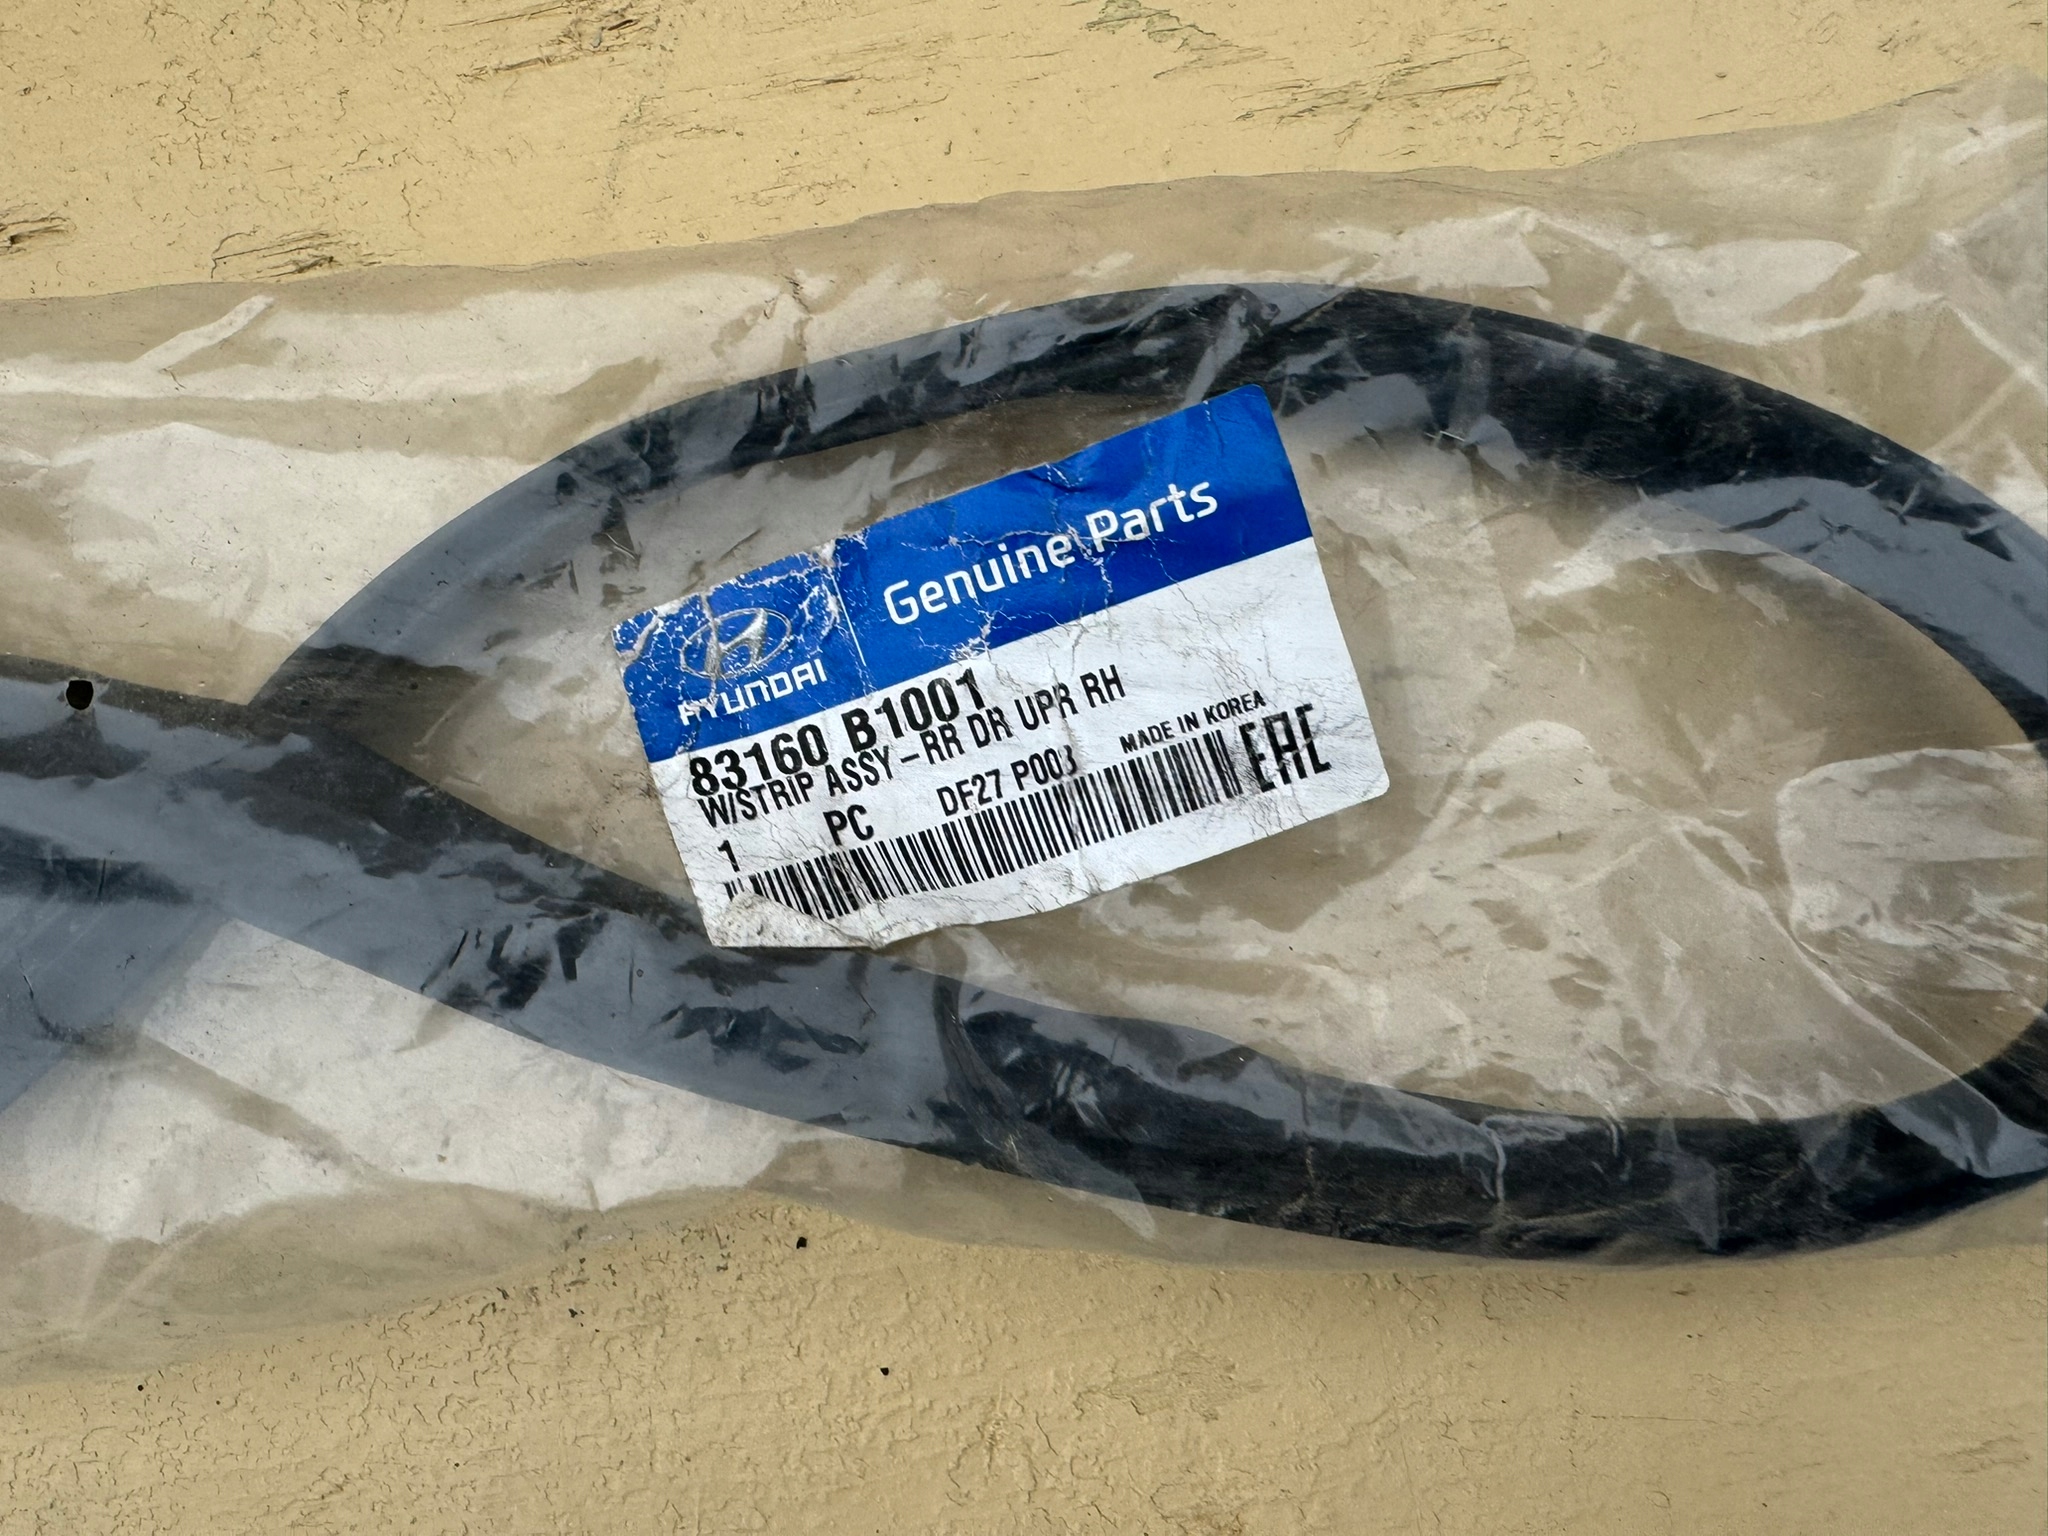 HYUNDAI
Genuine Parts
83160 B1001
W/STRIP ASSY-RR DR UPR RH
1 PC DF27 P003 MADE IN KOREA
EAC